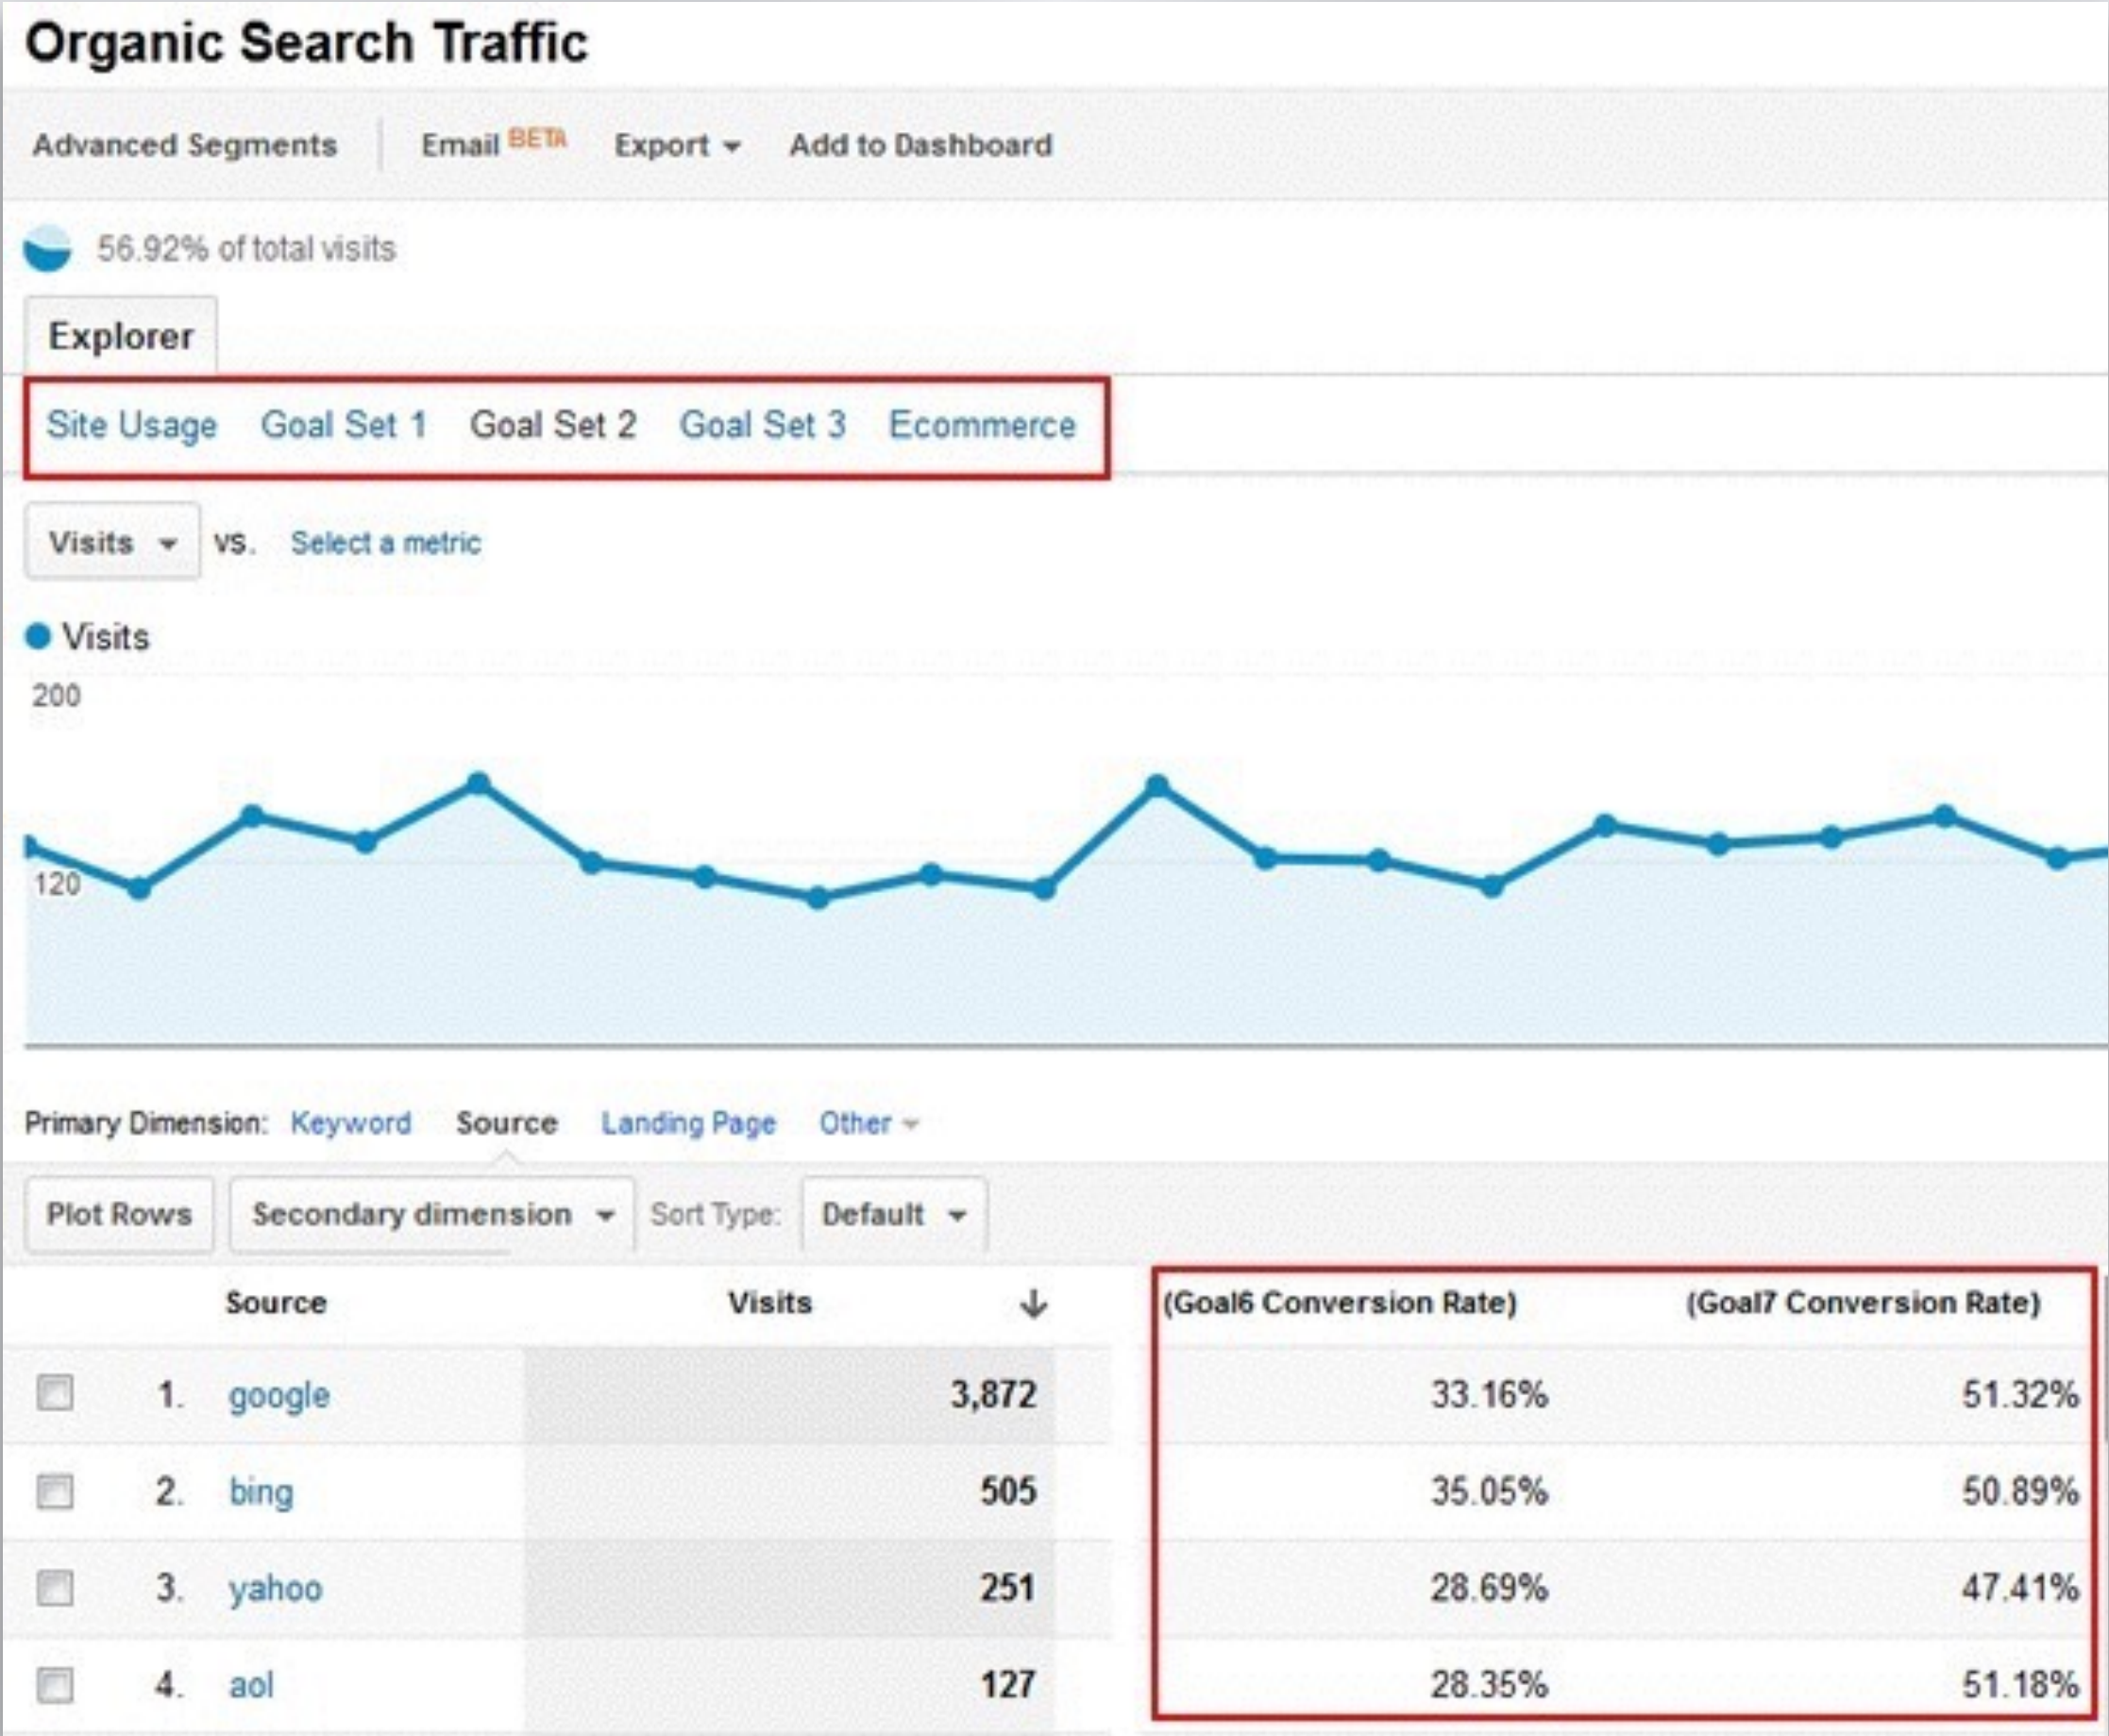 Organic Search Traffic
Advanced Segments Email BETA Export Add to Dashboard
56.92% of total visits
Explorer
Site Usage Goal Set 1 Goal Set 2 Goal Set 3 Ecommerce
Visits vs. Select a metric
Visits
200
120
Primary Dimension: Keyword Source Landing Page Other
Plot Rows Secondary dimension Sort Type: Default
Source Visits (Goal6 Conversion Rate) (Goal7 Conversion Rate)
1. google 3,872 33.16% 51.32%
2. bing 505 35.05% 50.89%
3. yahoo 251 28.69% 47.41%
4. aol 127 28.35% 51.18%